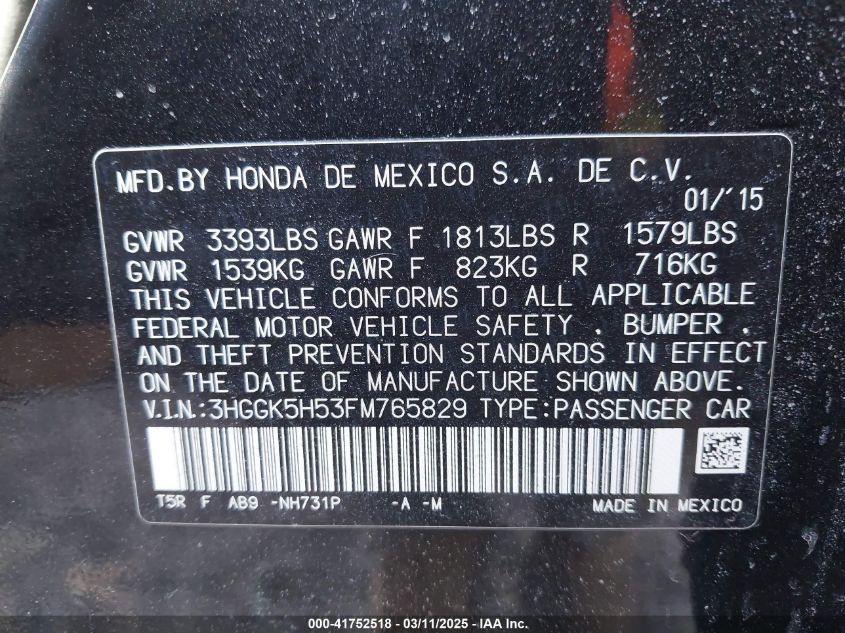 MFD.BY HONDA DE MEXICO S.A. DE C.V.
01/'15
GVWR 3393LBS GAWR F 1813LBS R 1579LBS
GVWR 1539KG GAWR F 823KG R 716KG
THIS VEHICLE CONFORMS TO ALL APPLICABLE
FEDERAL MOTOR VEHICLE SAFETY . BUMPER .
AND THEFT PREVENTION STANDARDS IN EFFECT
ON THE DATE OF MANUFACTURE SHOWN ABOVE.
V.I.N.:3HGGK5H53FM765829 TYPE:PASSENGER CAR
T5R F AB9 -NH731P -A -M MADE IN MEXICO
000-41752518 - 03/11/2025 - IAA Inc.